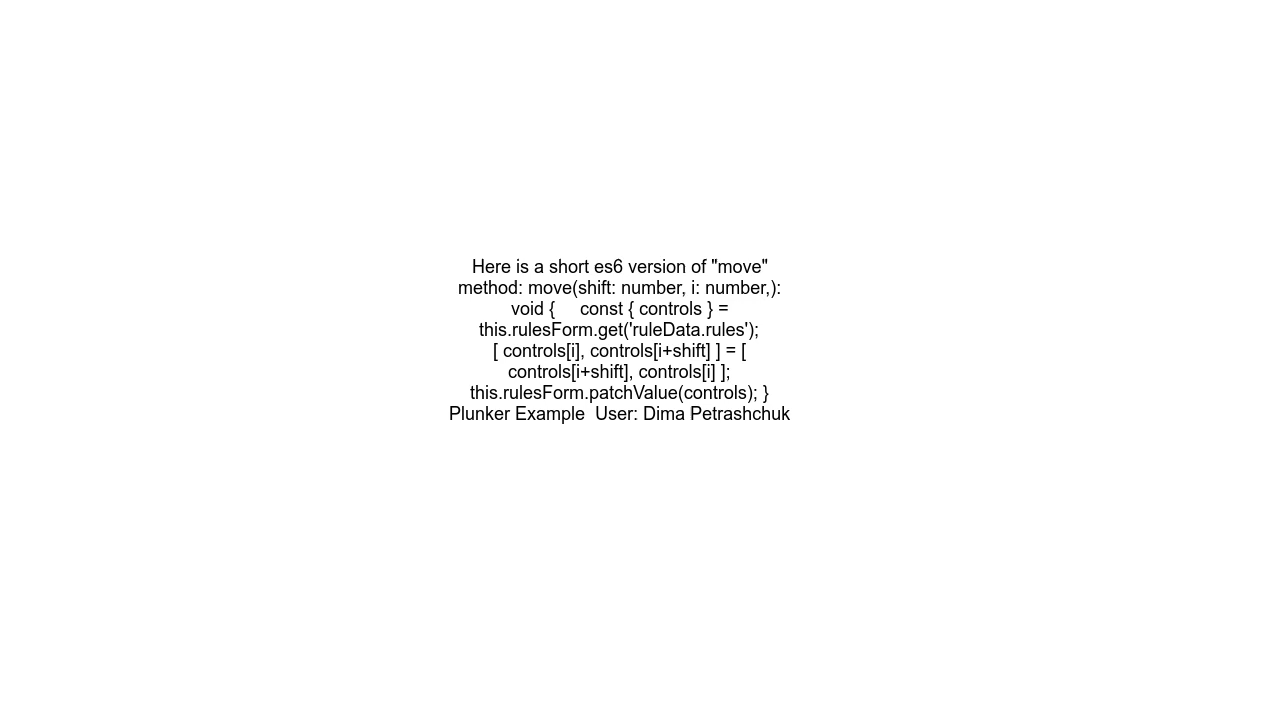 Here is a short es6 version of "move"
method: move(shift: number, i: number,):
void {     const { controls } =
this.rulesForm.get('ruleData.rules');
[ controls[i], controls[i+shift] ] = [
controls[i+shift], controls[i] ];
this.rulesForm.patchValue(controls); }
Plunker Example  User: Dima Petrashchuk